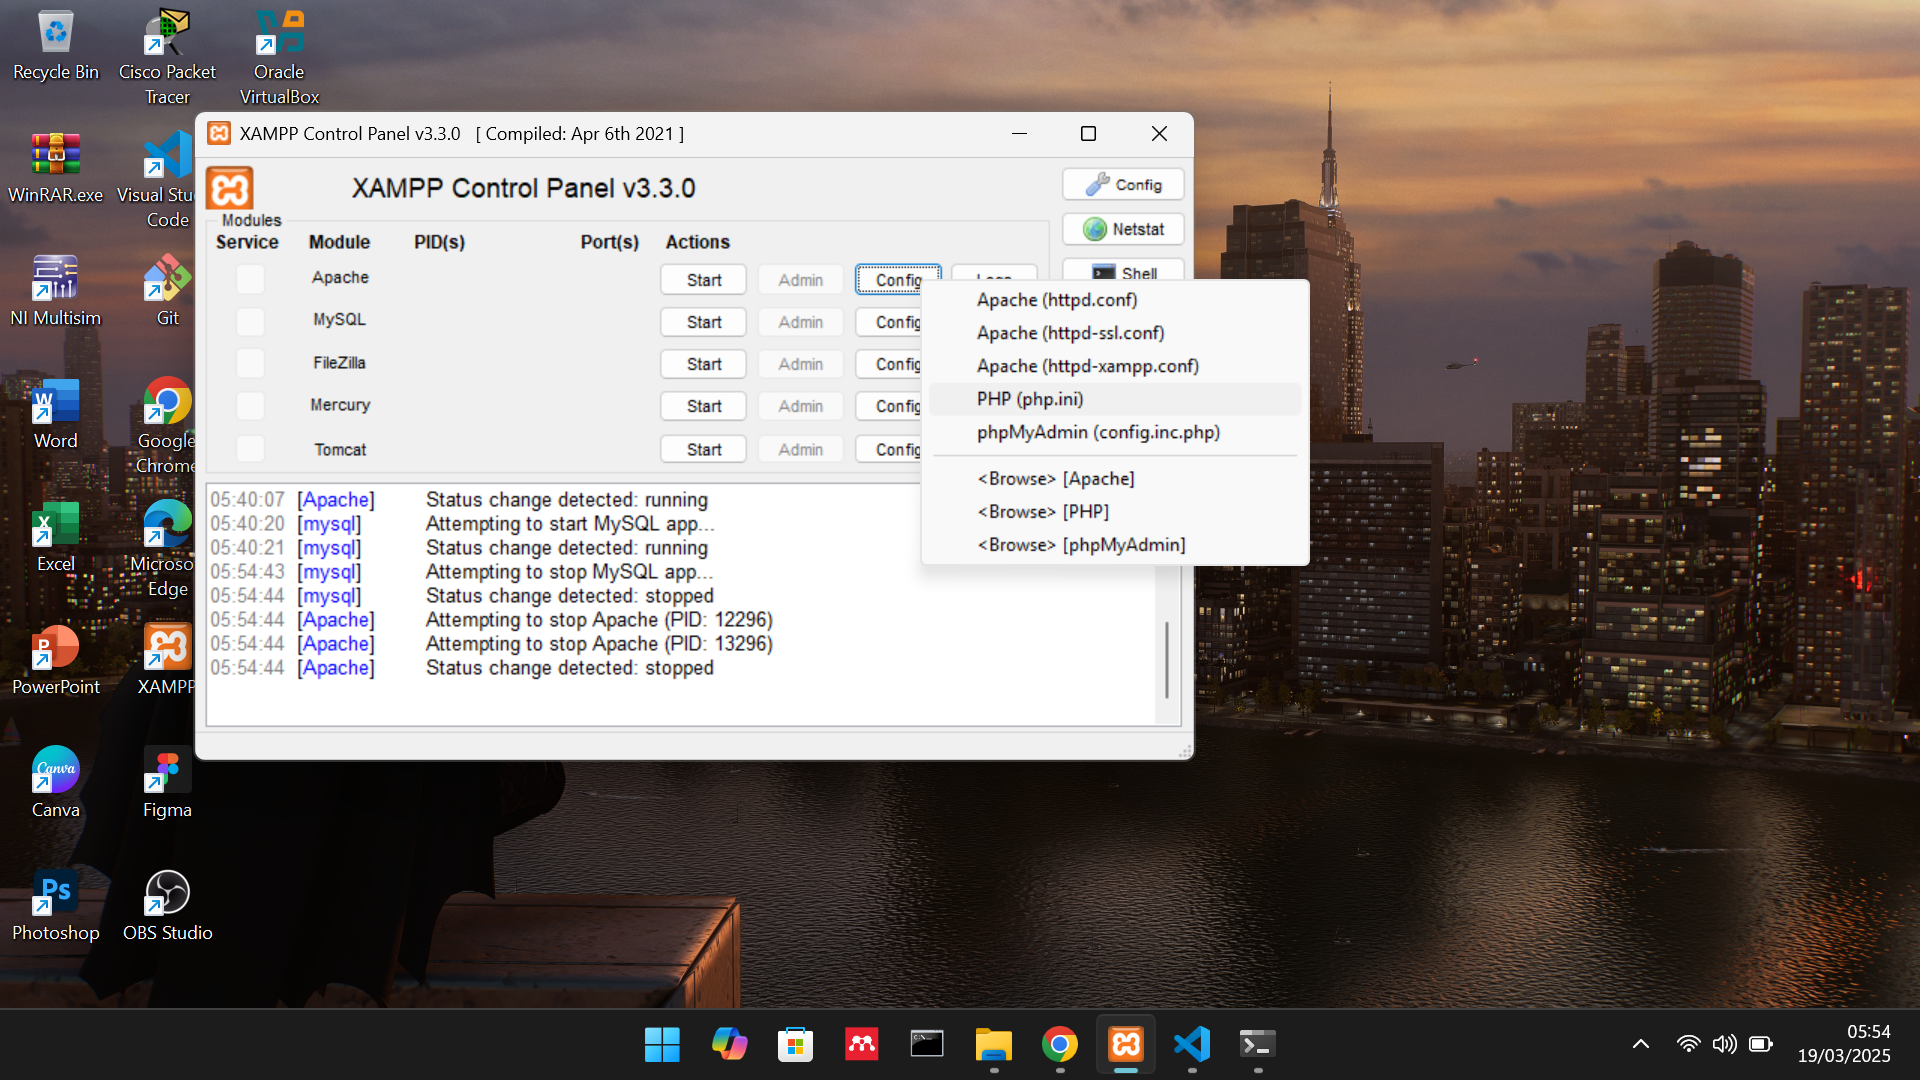 Recycle Bin
Cisco Packet
Tracer
Oracle
VirtualBox
WinRAR.exe
Visual Stu
Code
NI Multisim
Git
W
Word
Google
Chrome
X
Excel
Microso
Edge
P
PowerPoint
XAMPP
Canva
Canva
Figma
Ps
Photoshop
OBS Studio
XAMPP Control Panel v3.3.0 [ Compiled: Apr 6th 2021 ]
XAMPP Control Panel v3.3.0
Config
Netstat
Shell
Modules
Service Module PID(s) Port(s) Actions
Apache Start Admin Config Logs
MySQL Start Admin Config
FileZilla Start Admin Config
Mercury Start Admin Config
Tomcat Start Admin Config
Apache (httpd.conf)
Apache (httpd-ssl.conf)
Apache (httpd-xampp.conf)
PHP (php.ini)
phpMyAdmin (config.inc.php)
<Browse> [Apache]
<Browse> [PHP]
<Browse> [phpMyAdmin]
05:40:07 [Apache] Status change detected: running
05:40:20 [mysql] Attempting to start MySQL app...
05:40:21 [mysql] Status change detected: running
05:54:43 [mysql] Attempting to stop MySQL app...
05:54:44 [mysql] Status change detected: stopped
05:54:44 [Apache] Attempting to stop Apache (PID: 12296)
05:54:44 [Apache] Attempting to stop Apache (PID: 13296)
05:54:44 [Apache] Status change detected: stopped
05:54
19/03/2025